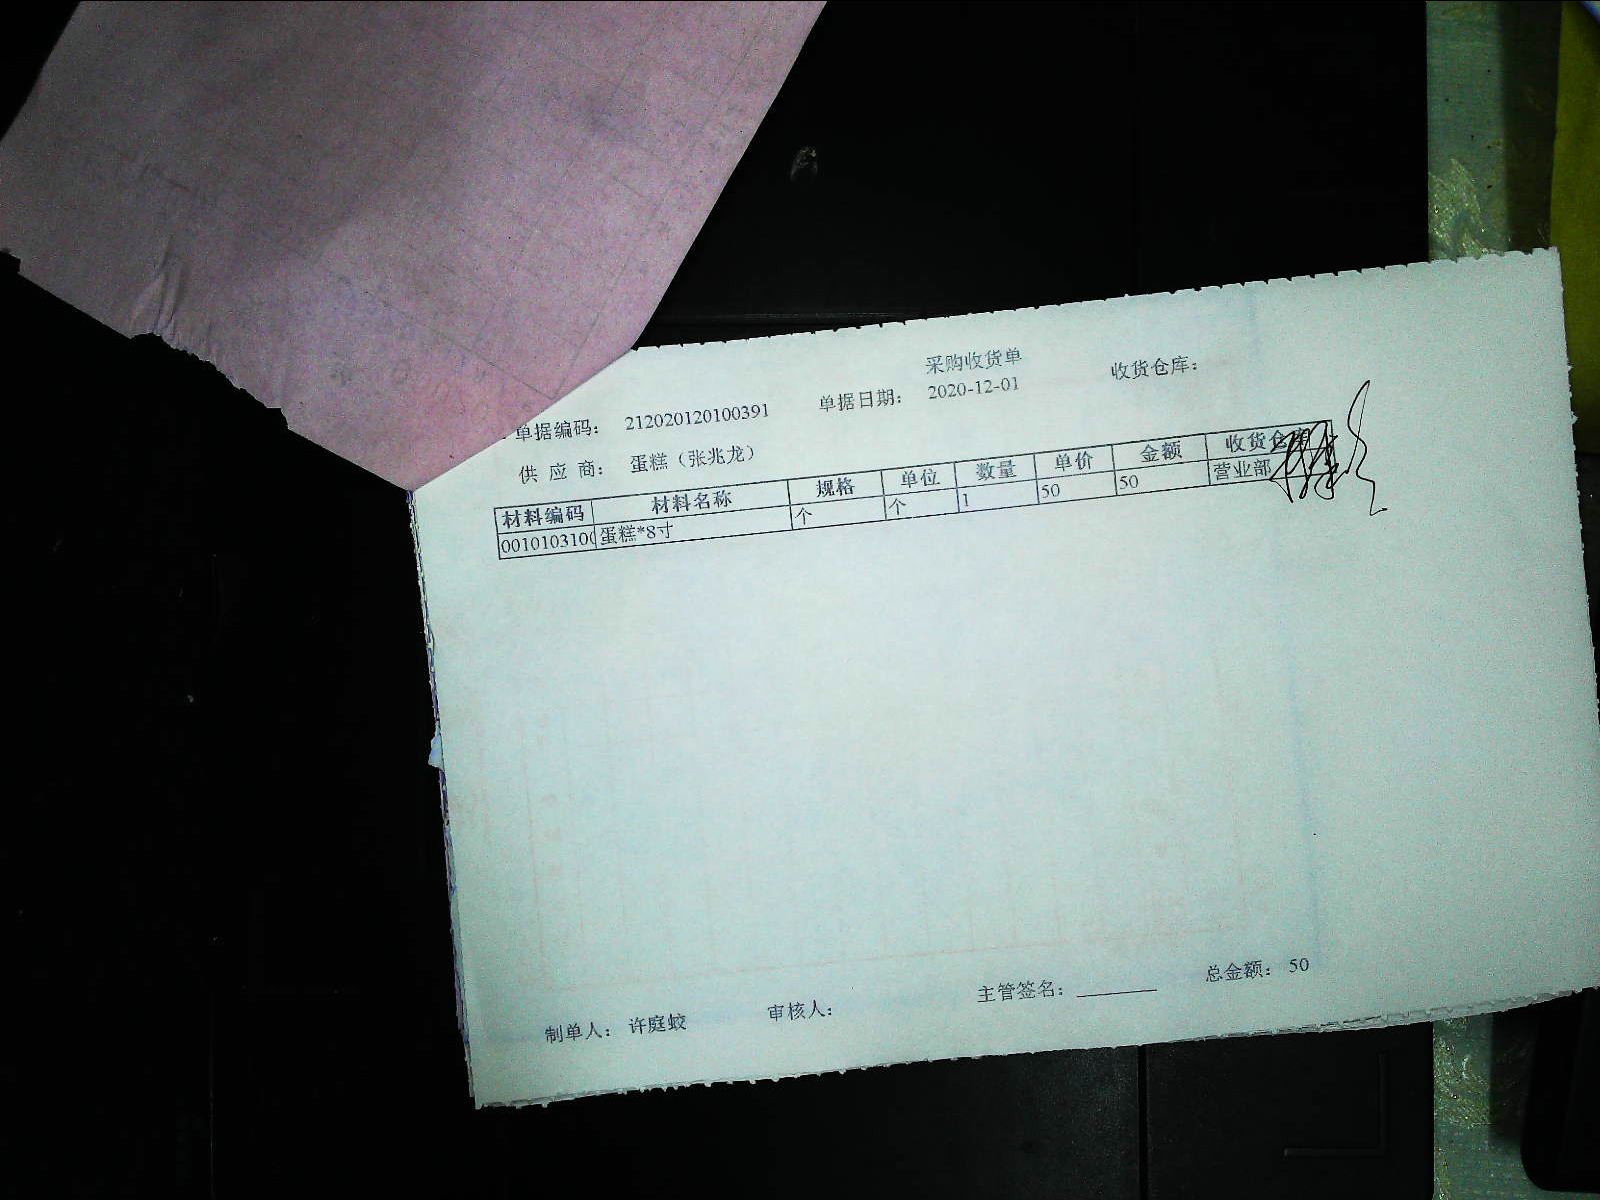 采购收货单
单据编码： 212020120100391 单据日期： 2020-12-01 收货仓库：
供 应 商： 蛋糕（张兆龙）
材料编码 材料名称 规格 单位 数量 单价 金额 收货仓库
0010103100 蛋糕*8寸 个 个 1 50 50 营业部
制单人： 许庭蛟 审核人： 主管签名： 总金额： 50